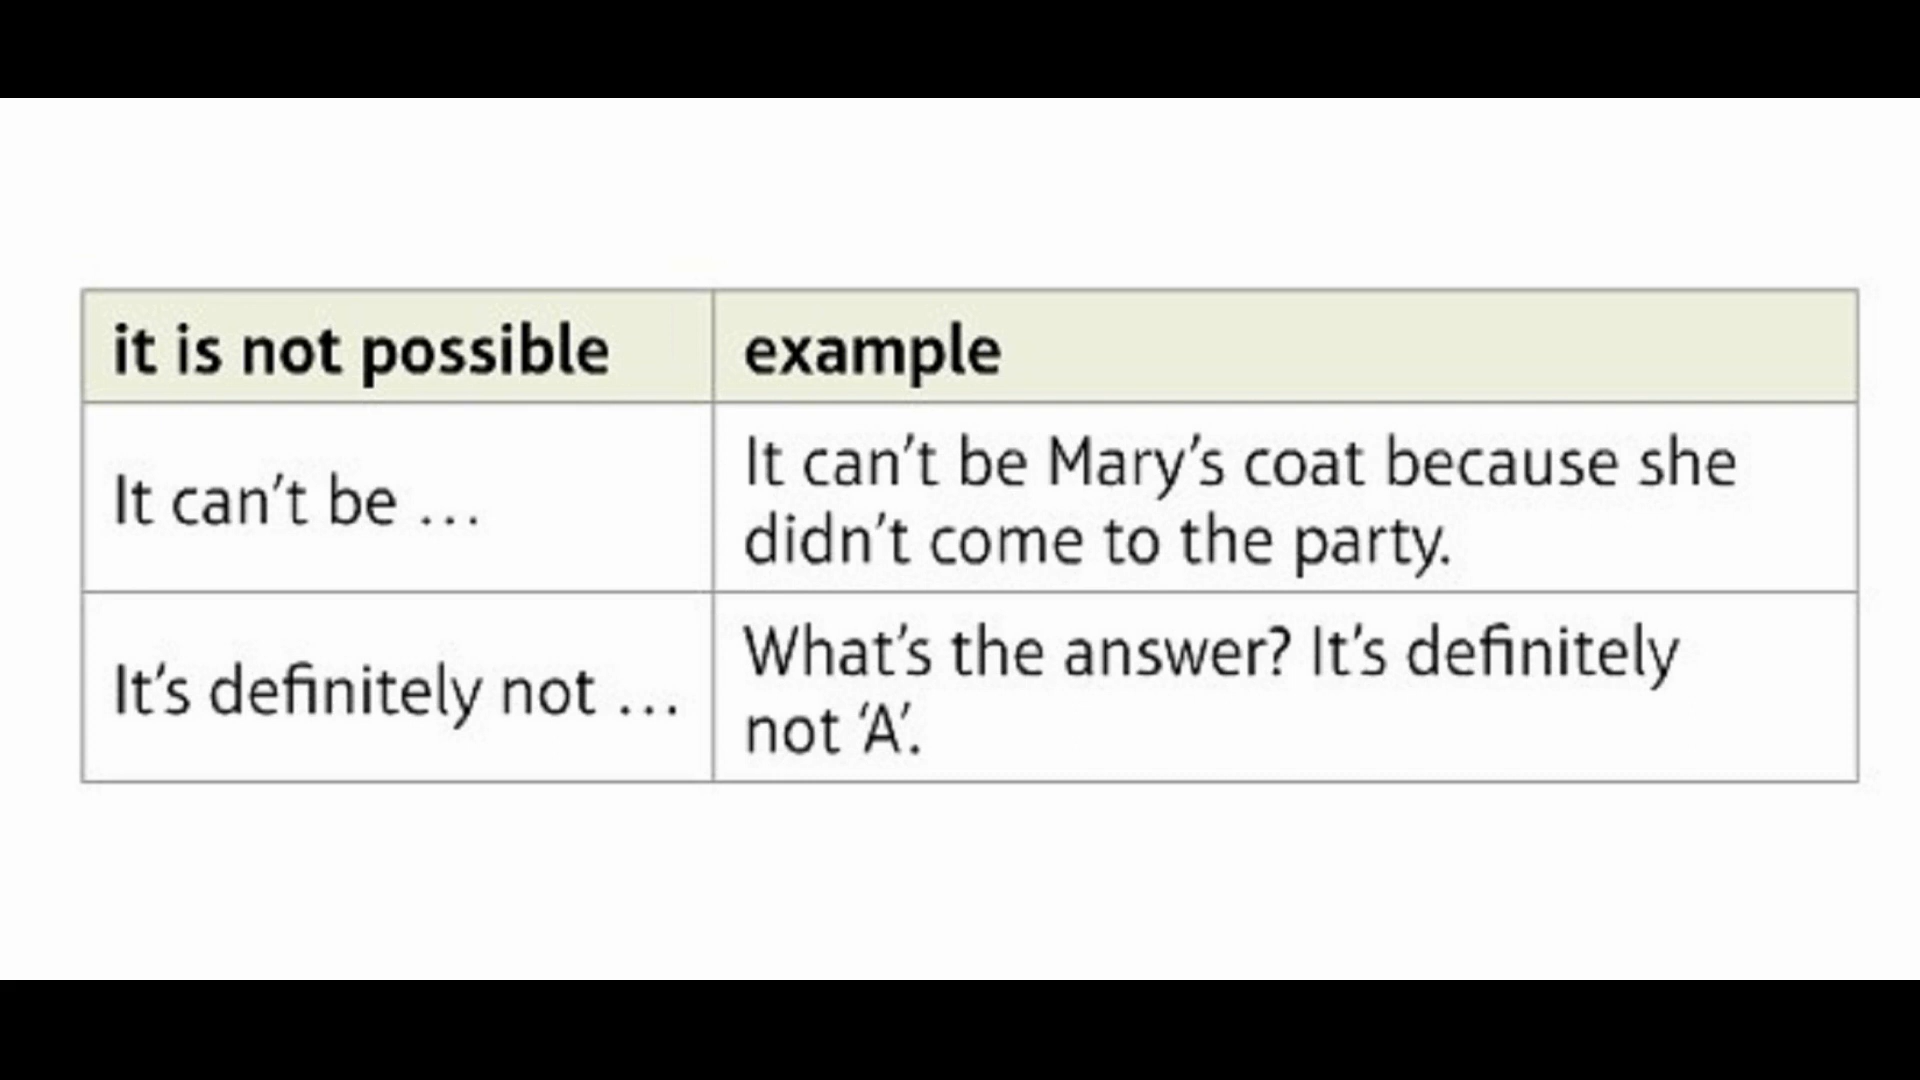 it is not possible
example
It can’t be …
It can’t be Mary’s coat because she
didn’t come to the party.
It’s definitely not …
What’s the answer? It’s definitely
not ‘A’.